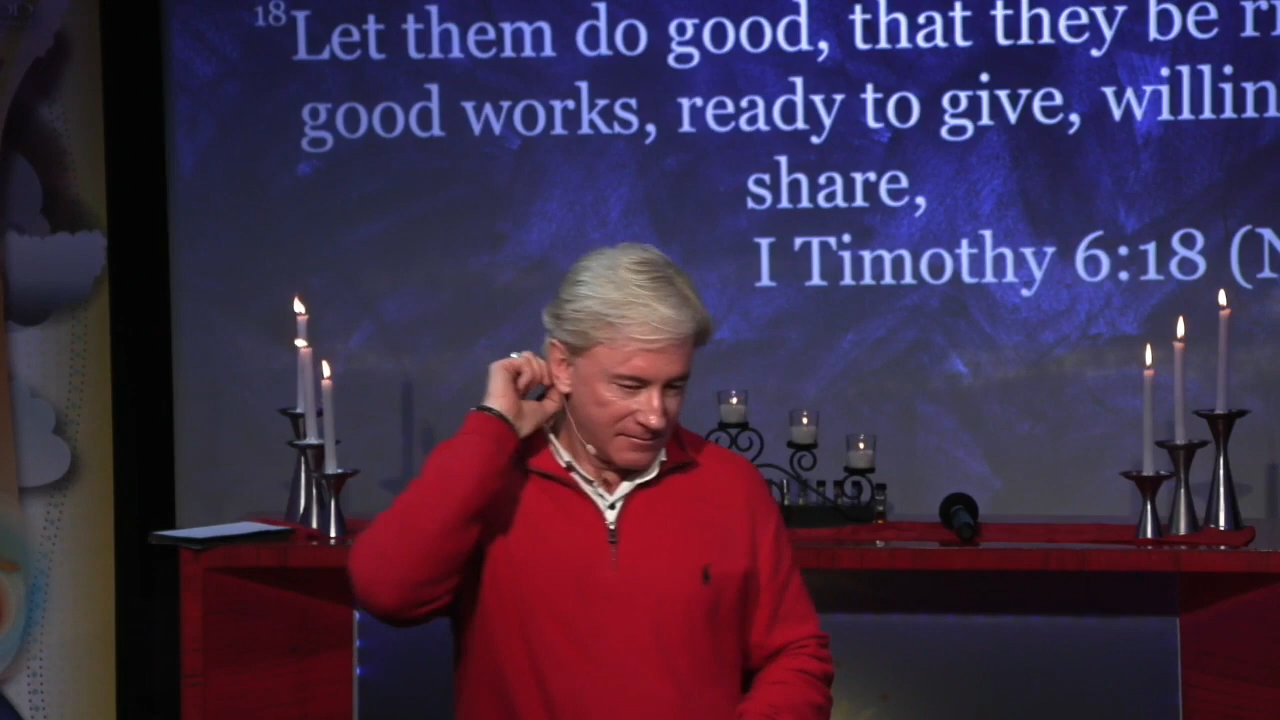 18Let them do good, that they be
good works, ready to give,
share,
I Timothy 6:18